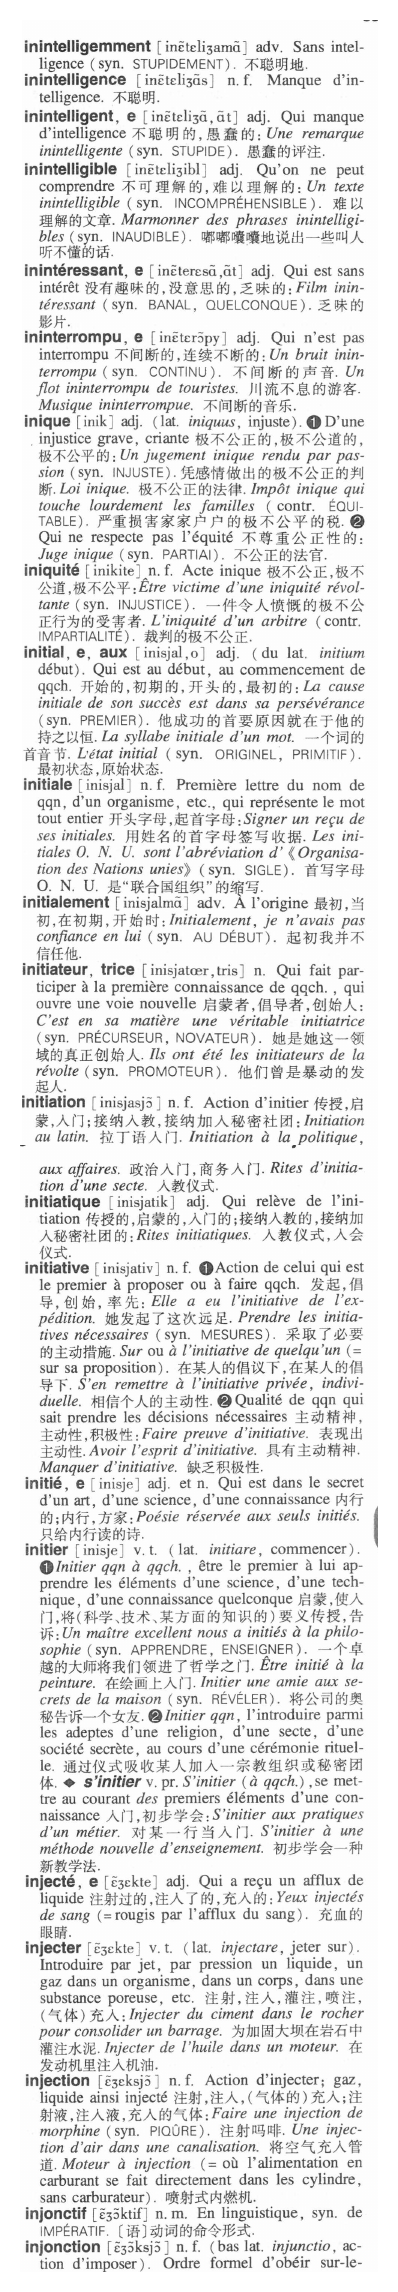 inintelligemment [inɛ̃teliʒamɑ̃] adv. Sans intel-
ligence (syn. STUPIDEMENT). 不聪明地.
inintelligence [inɛ̃teliʒɑ̃s] n.f. Manque d'in-
telligence. 不聪明.
inintelligent, e [inɛ̃teliʒɑ̃, ɑ̃t] adj. Qui manque
d'intelligence 不聪明的,愚蠢的: Une remarque
inintelligente (syn. STUPIDE). 愚蠢的评注.
inintelligible [inɛ̃teliʒibl] adj. Qu'on ne peut
comprendre 不可理解的,难以理解的: Un texte
inintelligible (syn. INCOMPRÉHENSIBLE). 难以
理解的文章. Marmonner des phrases inintelligi-
bles (syn. INAUDIBLE). 嘟嘟囔囔地说出一些叫人
听不懂的话.
inintéressant, e [inɛ̃teresɑ̃,ɑ̃t] adj. Qui est sans
intérêt 没有趣味的,没意思的,乏味的: Film inin-
téressant (syn. BANAL, QUELCONQUE). 乏味的
影片.
ininterrompu, e [inɛ̃terɔ̃py] adj. Qui n'est pas
interrompu 不间断的,连续不断的: Un bruit inin-
terrompu (syn. CONTINU). 不间断的声音. Un
flot ininterrompu de touristes. 川流不息的游客.
Musique ininterrompue. 不间断的音乐.
inique [inik] adj. (lat. iniquus, injuste). ❶ D'une
injustice grave, criante 极不公正的,极不公道的,
极不公平的: Un jugement inique rendu par pas-
sion (syn. INJUSTE). 凭感情做出的极不公正的判
断. Loi inique. 极不公正的法律. Impôt inique qui
touche lourdement les familles (contr. ÉQUI-
TABLE). 严重损害家家户户的极不公平的税. ❷
Qui ne respecte pas l'équité 不尊重公正性的:
Juge inique (syn. PARTIAI). 不公正的法官.
iniquité [inikite] n.f. Acte inique 极不公正,极不
公道,极不公平: Être victime d'une iniquité révol-
tante (syn. INJUSTICE). 一件令人愤慨的极不公
正行为的受害者. L'iniquité d'un arbitre (contr.
IMPARTIALITÉ). 裁判的极不公正.
initial, e, aux [inisjal,o] adj. (du lat. initium
début). Qui est au début, au commencement de
qqch. 开始的,初期的,开头的,最初的: La cause
initiale de son succès est dans sa persévérance
(syn. PREMIER). 他成功的首要原因就在于他的
持之以恒. La syllabe initiale d'un mot. 一个词的
首音节. L'état initial (syn. ORIGINEL, PRIMITIF).
最初状态,原始状态.
initiale [inisjal] n.f. Première lettre du nom de
qqn, d'un organisme, etc., qui représente le mot
tout entier 开头字母,起首字母: Signer un reçu de
ses initiales. 用姓名的首字母签写收据. Les ini-
tiales O. N. U. sont l'abréviation d'《Organisa-
tion des Nations unies》 (syn. SIGLE). 首写字母
O. N. U. 是“联合国组织”的缩写.
initialement [inisjalmɑ̃] adv. À l'origine 最初,当
初,在初期,开始时: Initialement, je n'avais pas
confiance en lui (syn. AU DÉBUT). 起初我并不
信任他.
initiateur, trice [inisjatœr,tris] n. Qui fait par-
ticiper à la première connaissance de qqch., qui
ouvre une voie nouvelle 启蒙者,倡导者,创始人:
C'est en sa matière une véritable initiatrice
(syn. PRÉCURSEUR, NOVATEUR). 她是她这一领
域的真正创始人. Ils ont été les initiateurs de la
révolte (syn. PROMOTEUR). 他们曾是暴动的发
起人.
initiation [inisjasjɔ̃] n.f. Action d'initier 传授,启
蒙,入门;接纳入教,接纳加入秘密社团: Initiation
au latin. 拉丁语入门. Initiation à la politique,
aux affaires. 政治入门,商务入门. Rites d'initia-
tion d'une secte. 入教仪式.
initiatique [inisjatik] adj. Qui relève de l'ini-
tiation 传授的,启蒙的,入门的;接纳入教的,接纳加
入秘密社团的: Rites initiatiques. 入教仪式,入会
仪式.
initiative [inisjativ] n.f. ❶Action de celui qui est
le premier à proposer ou à faire qqch. 发起,倡
导,创始,率先: Elle a eu l'initiative de l'ex-
pédition. 她发起了这次远足. Prendre les initia-
tives nécessaires (syn. MESURES). 采取了必要
的主动措施. Sur ou à l'initiative de quelqu'un (=
sur sa proposition). 在某人的倡议下,在某人的倡
导下. S'en remettre à l'initiative privée, indivi-
duelle. 相信个人的主动性. ❷Qualité de qqn qui
sait prendre les décisions nécessaires 主动精神,
主动性,积极性: Faire preuve d'initiative. 表现出
主动性. Avoir l'esprit d'initiative. 具有主动精神.
Manquer d'initiative. 缺乏积极性.
initié, e [inisje] adj. et n. Qui est dans le secret
d'un art, d'une science, d'une connaissance 内行
的;内行,方家: Poésie réservée aux seuls initiés.
只给内行读的诗.
initier [inisje] v.t. (lat. initiare, commencer).
❶Initier qqn à qqch., être le premier à lui ap-
prendre les éléments d'une science, d'une tech-
nique, d'une connaissance quelconque 启蒙,使入
门,将(科学、技术、某方面的知识的)要义传授,告
诉: Un maître excellent nous a initiés à la philo-
sophie (syn. APPRENDRE, ENSEIGNER). 一个卓
越的大师将我们领进了哲学之门. Être initié à la
peinture. 在绘画上入门. Initier une amie aux se-
crets de la maison (syn. RÉVÉLER). 将公司的奥
秘告诉一个女友. ❷Initier qqn, l'introduire parmi
les adeptes d'une religion, d'une secte, d'une
société secrète, au cours d'une cérémonie rituel-
le. 通过仪式吸收某人加入一宗教组织或秘密团
体. ◆ s'initier v. pr. S'initier (à qqch.), se met-
tre au courant des premiers éléments d'une con-
naissance 入门,初步学会: S'initier aux pratiques
d'un métier. 对某一行当入门. S'initier à une
méthode nouvelle d'enseignement. 初步学会一种
新教学法.
injecté, e [ɛ̃ʒɛkte] adj. Qui a reçu un afflux de
liquide 注射过的,注入了的,充入的: Yeux injectés
de sang (=rougis par l'afflux du sang). 充血的
眼睛.
injecter [ɛ̃ʒɛkte] v.t. (lat. injectare, jeter sur).
Introduire par jet, par pression un liquide, un
gaz dans un organisme, dans un corps, dans une
substance poreuse, etc. 注射,注入,灌注,喷注,
(气体)充入: Injecter du ciment dans le rocher
pour consolider un barrage. 为加固大坝在岩石中
灌注水泥. Injecter de l'huile dans un moteur. 在
发动机里注入机油.
injection [ɛ̃ʒɛksjɔ̃] n.f. Action d'injecter; gaz,
liquide ainsi injecté 注射,注入,(气体的)充入;注
射液,注入液,充入的气体: Faire une injection de
morphine (syn. PIQÛRE). 注射吗啡. Une injec-
tion d'air dans une canalisation. 将空气充入管
道. Moteur à injection (= où l'alimentation en
carburant se fait directement dans les cylindre,
sans carburateur). 喷射式内燃机.
injonctif [ɛ̃ʒɔ̃ktif] n.m. En linguistique, syn. de
IMPÉRATIF. 〔语〕动词的命令形式.
injonction [ɛ̃ʒɔ̃ksjɔ̃] n.f. (bas lat. injunctio, ac-
tion d'imposer). Ordre formel d'obéir sur-le-